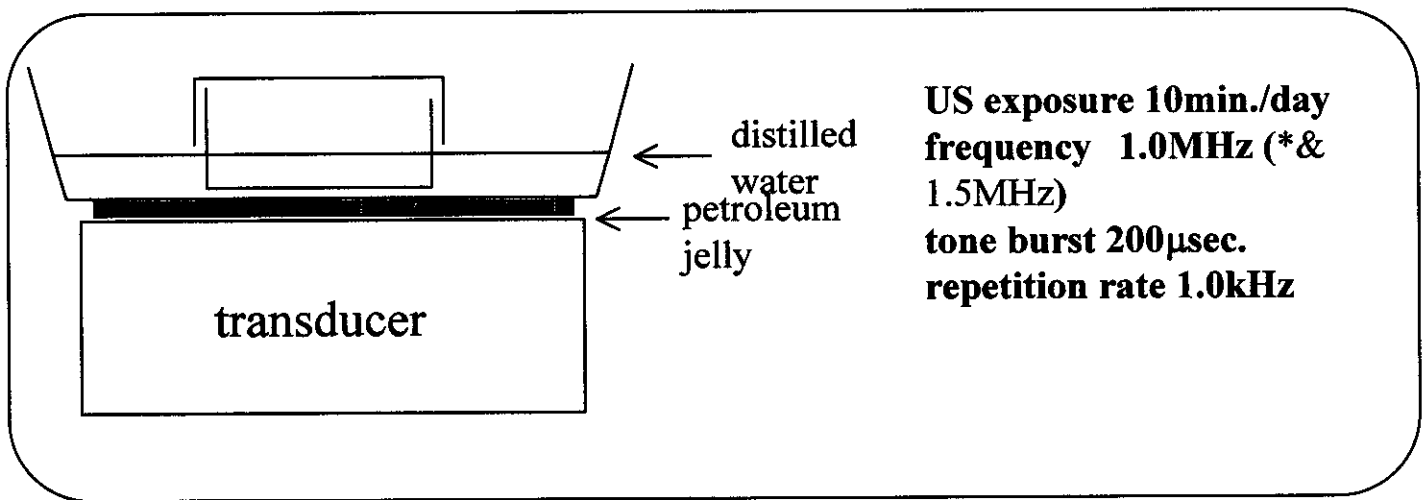 distilled
water
petroleum
jelly
transducer
US exposure 10min./day
frequency 1.0MHz (*&
1.5MHz)
tone burst 200µsec.
repetition rate 1.0kHz